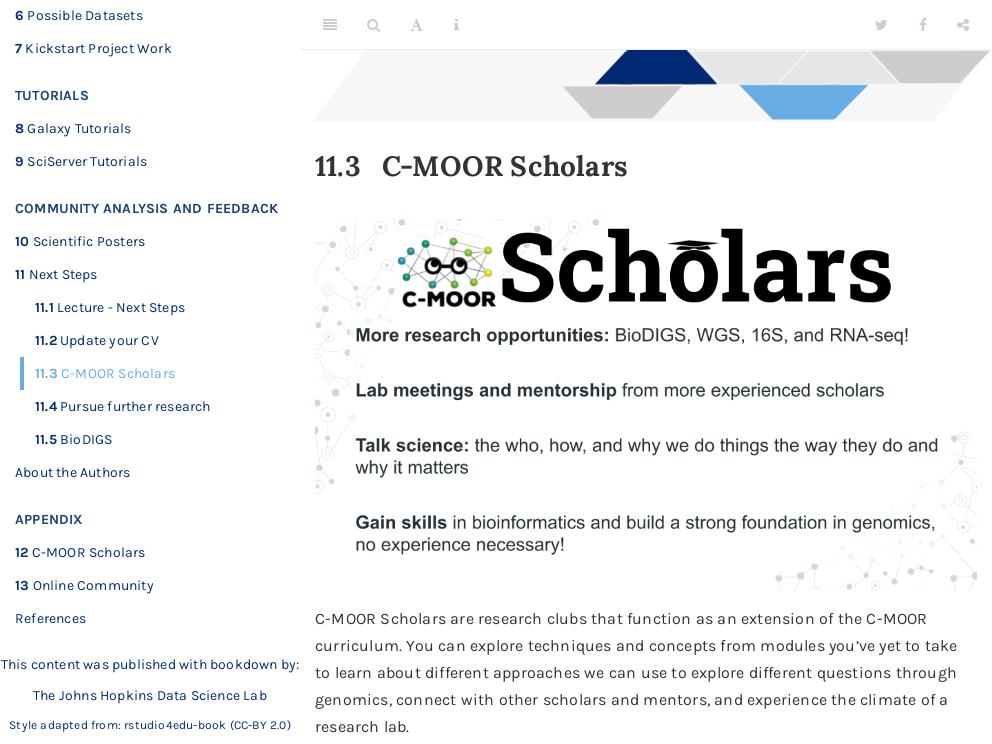 6 Possible Datasets
7 Kickstart Project Work
TUTORIALS
8 Galaxy Tutorials
9 SciServer Tutorials
COMMUNITY ANALYSIS AND FEEDBACK
10 Scientific Posters
11 Next Steps
11.1 Lecture - Next Steps
11.2 Update your CV
11.3 C-MOOR Scholars
11.4 Pursue further research
11.5 BioDIGS
About the Authors
APPENDIX
12 C-MOOR Scholars
13 Online Community
References
This content was published with bookdown by:
The Johns Hopkins Data Science Lab
Style adapted from: rstudio4edu-book (CC-BY 2.0)
11.3 C-MOOR Scholars
C-MOOR
Scholars
More research opportunities: BioDIGS, WGS, 16S, and RNA-seq!
Lab meetings and mentorship from more experienced scholars
Talk science: the who, how, and why we do things the way they do and
why it matters
Gain skills in bioinformatics and build a strong foundation in genomics,
no experience necessary!
C-MOOR Scholars are research clubs that function as an extension of the C-MOOR
curriculum. You can explore techniques and concepts from modules you've yet to take
to learn about different approaches we can use to explore different questions through
genomics, connect with other scholars and mentors, and experience the climate of a
research lab.